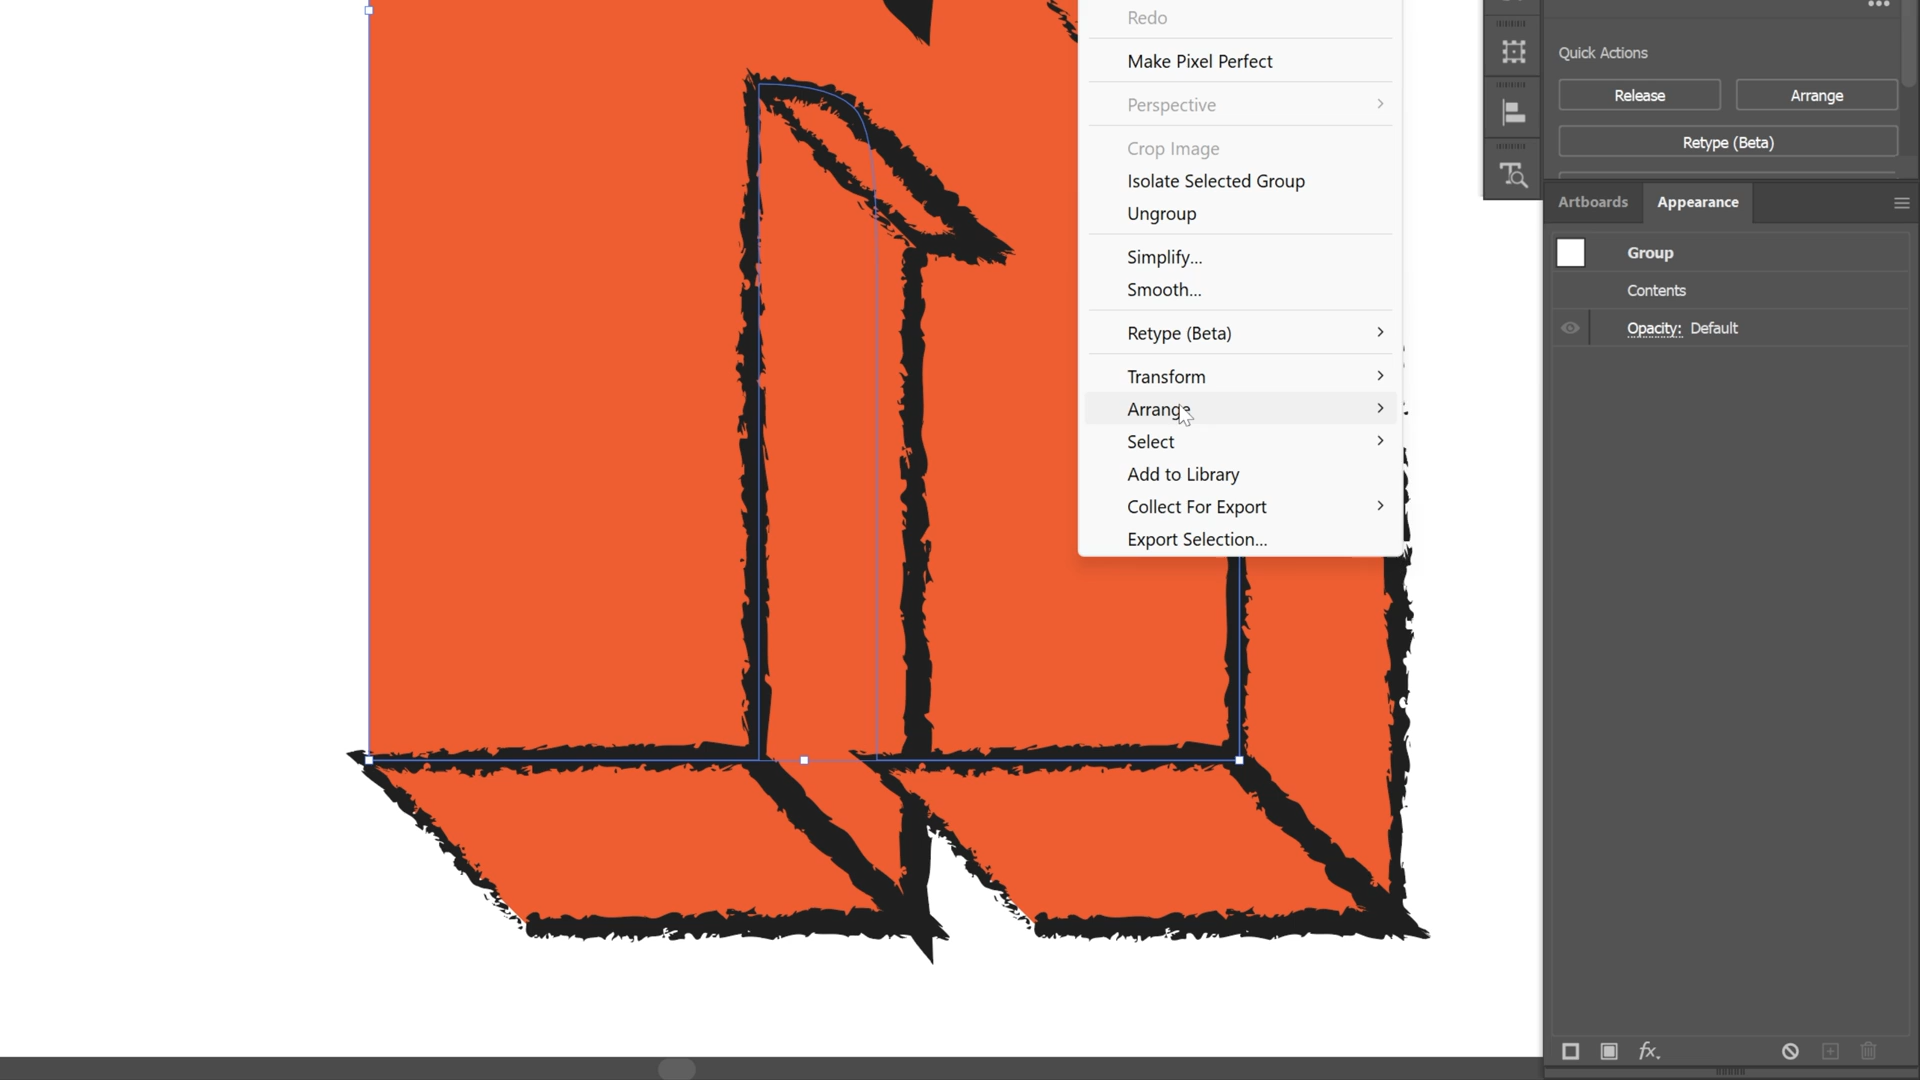 Redo
Make Pixel Perfect
Perspective
Crop Image
Isolate Selected Group
Ungroup
Simplify...
Smooth...
Retype (Beta)
Transform
Arrange
Select
Add to Library
Collect For Export
Export Selection...
Quick Actions
Release
Arrange
Retype (Beta)
Artboards
Appearance
Group
Contents
Opacity: Default
fx.